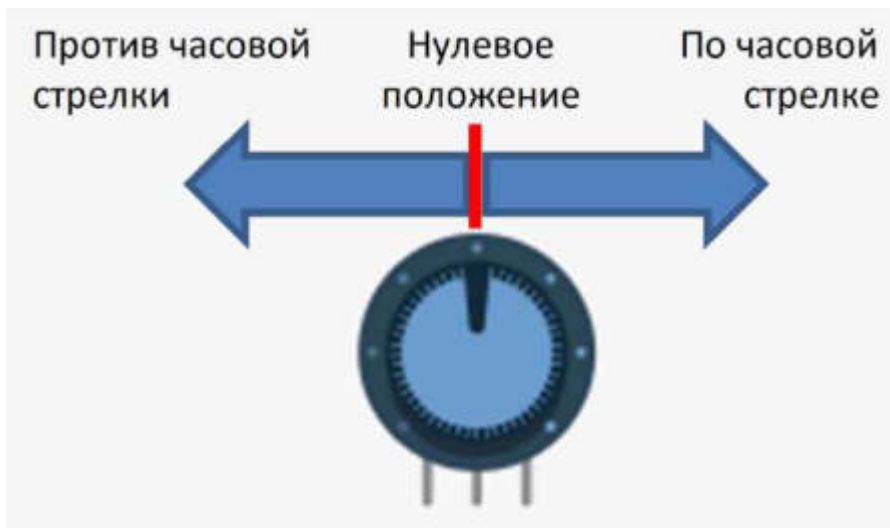 Против часовой
стрелки
Нулевое
положение
По часовой
стрелке